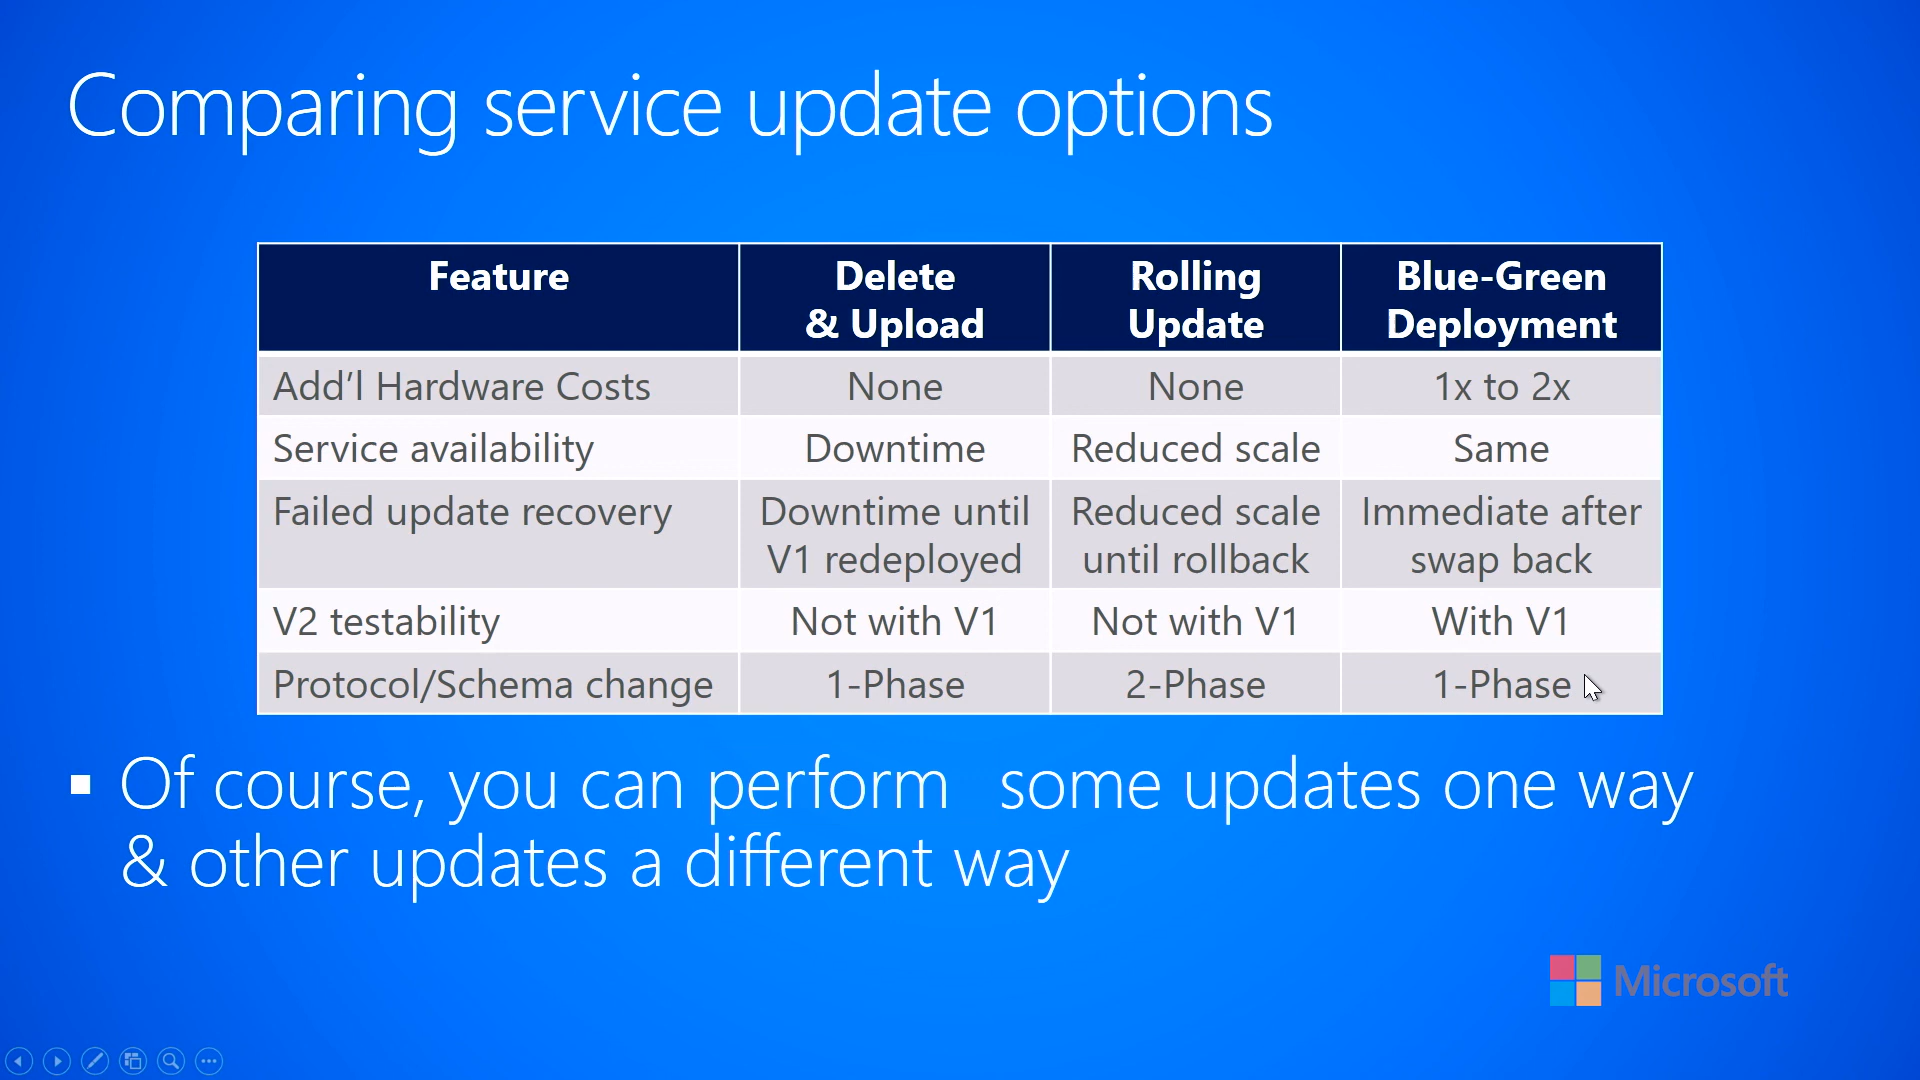 Comparing service update options
Feature
Delete
& Upload
Rolling
Update
Blue-Green
Deployment
Add’l Hardware Costs
None
None
1x to 2x
Service availability
Downtime
Reduced scale
Same
Failed update recovery
Downtime until
V1 redeployed
Reduced scale
until rollback
Immediate after
swap back
V2 testability
Not with V1
Not with V1
With V1
Protocol/Schema change
1-Phase
2-Phase
1-Phase
Of course, you can perform some updates one way
& other updates a different way
Microsoft